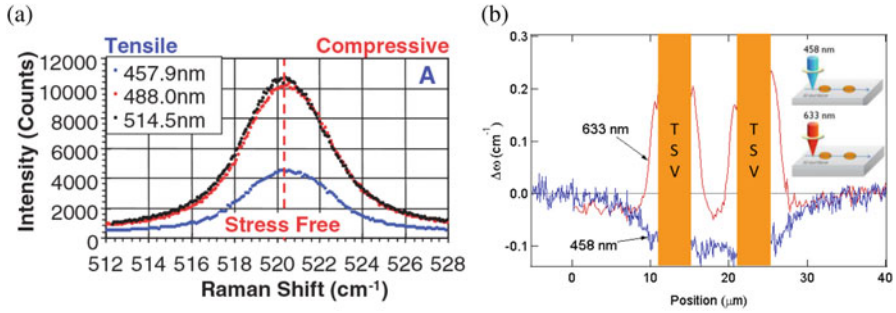 (a)
Tensile
Compressive
457.9nm
488.0nm
514.5nm
A
Intensity (Counts)
12000
10000
8000
6000
4000
2000
0
Stress Free
512 514 516 518 520 522 524 526 528
Raman Shift (cm-1)
(b)
Δω (cm-1)
0.3
0.2
0.1
0.0
-0.1
633 nm
458 nm
TSV
TSV
458 nm
633 nm
0 10 20 30 40
Position (μm)